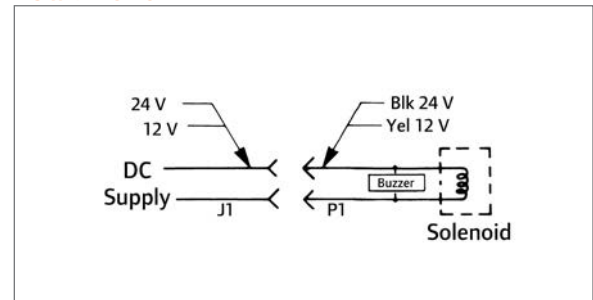 24 V
12 V
Blk 24 V
Yel 12 V
DC
Supply
J1
P1
Buzzer
Solenoid